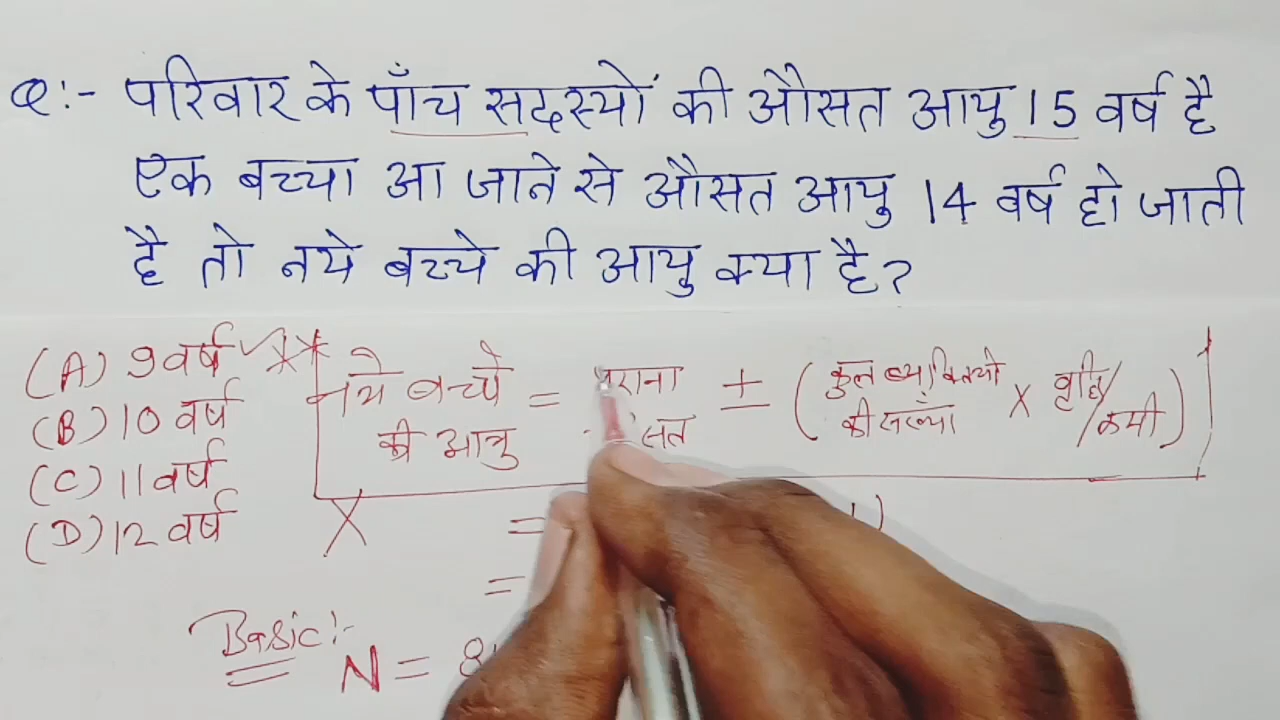 Q:- परिवार के पाँच सदस्यों की औसत आयु 15 वर्ष है
एक बच्चा आ जाने से औसत आयु 14 वर्ष हो जाती
है तो नये बच्चे की आयु क्या है?
(A) 9 वर्ष
(B) 10 वर्ष
(C) 11 वर्ष
(D) 12 वर्ष
नये बच्चे = ± (कुल व्यक्तियो × वृद्धि/
की आयु की संख्या कमी)
X =
=
Basic:-
N =